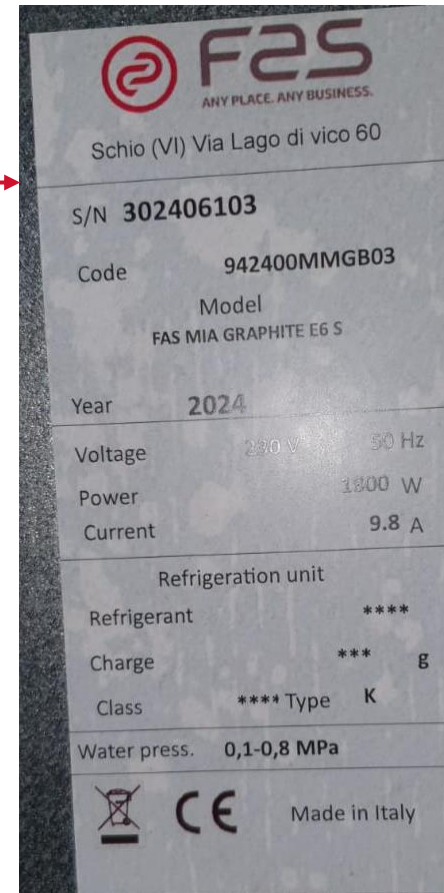 FAS
ANY PLACE. ANY BUSINESS.
Schio (VI) Via Lago di vico 60
S/N 302406103
Code 942400MMGB03
Model
FAS MIA GRAPHITE E6 S
Year 2024
Voltage 230 V 50 Hz
Power 1800 W
Current 9.8 A
Refrigeration unit
Refrigerant ****
Charge *** g
Class **** Type K
Water press. 0,1-0,8 MPa
CE Made in Italy